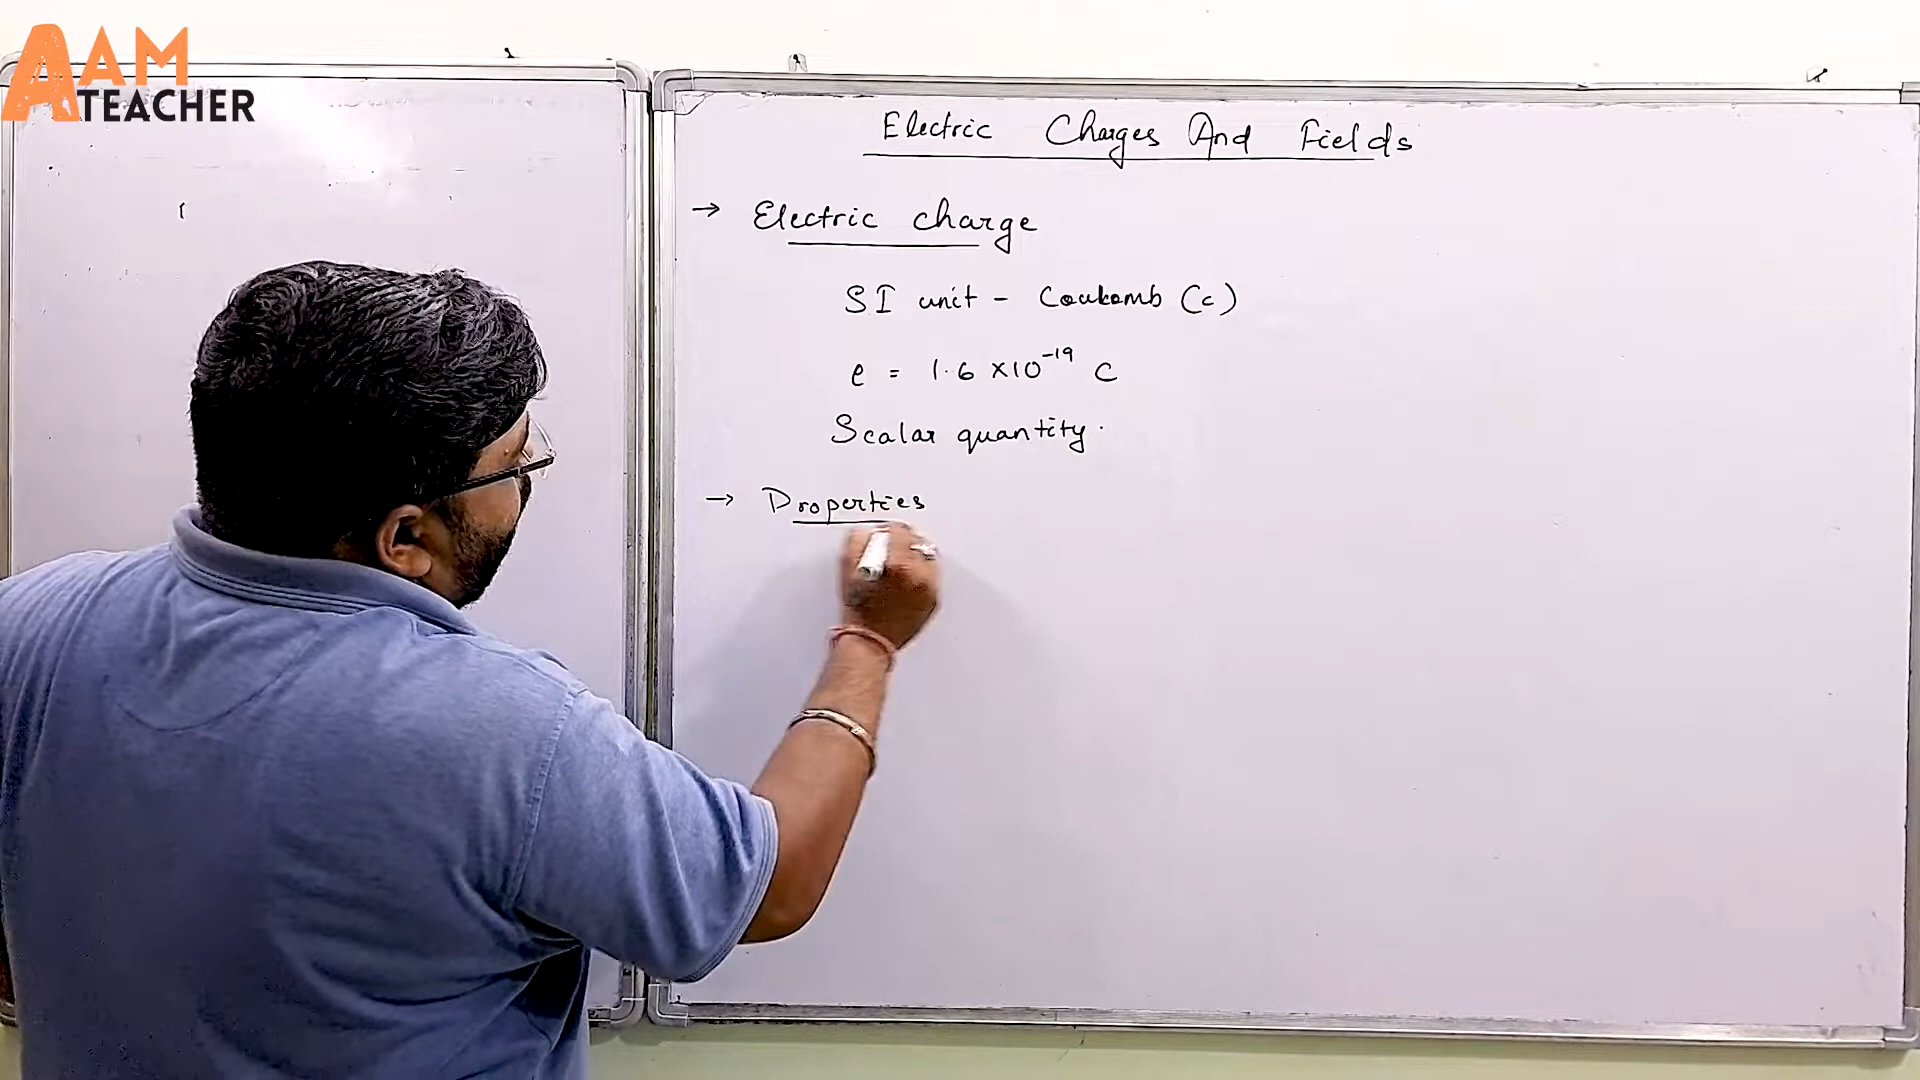 AAM
TEACHER
Electric Charges And Fields
→ Electric charge
SI unit - Coulomb (c)
e = 1.6 ×10⁻¹⁹ C
Scalar quantity.
→ Properties